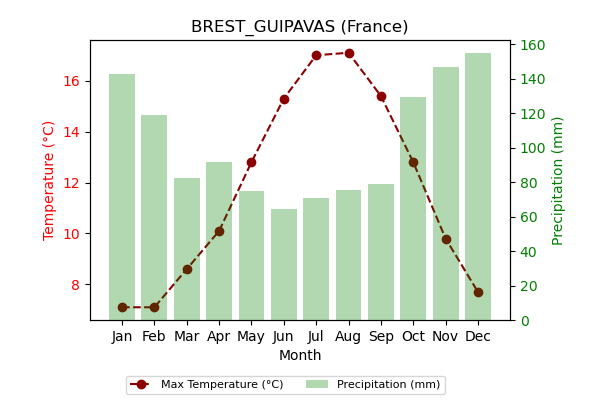 BREST_GUIPAVAS (France)
Temperature (°C)
16
14
12
10
8
160
140
120
100
80
60
40
20
0
Precipitation (mm)
Jan Feb Mar Apr May Jun Jul Aug Sep Oct Nov Dec
Month
Max Temperature (°C) Precipitation (mm)